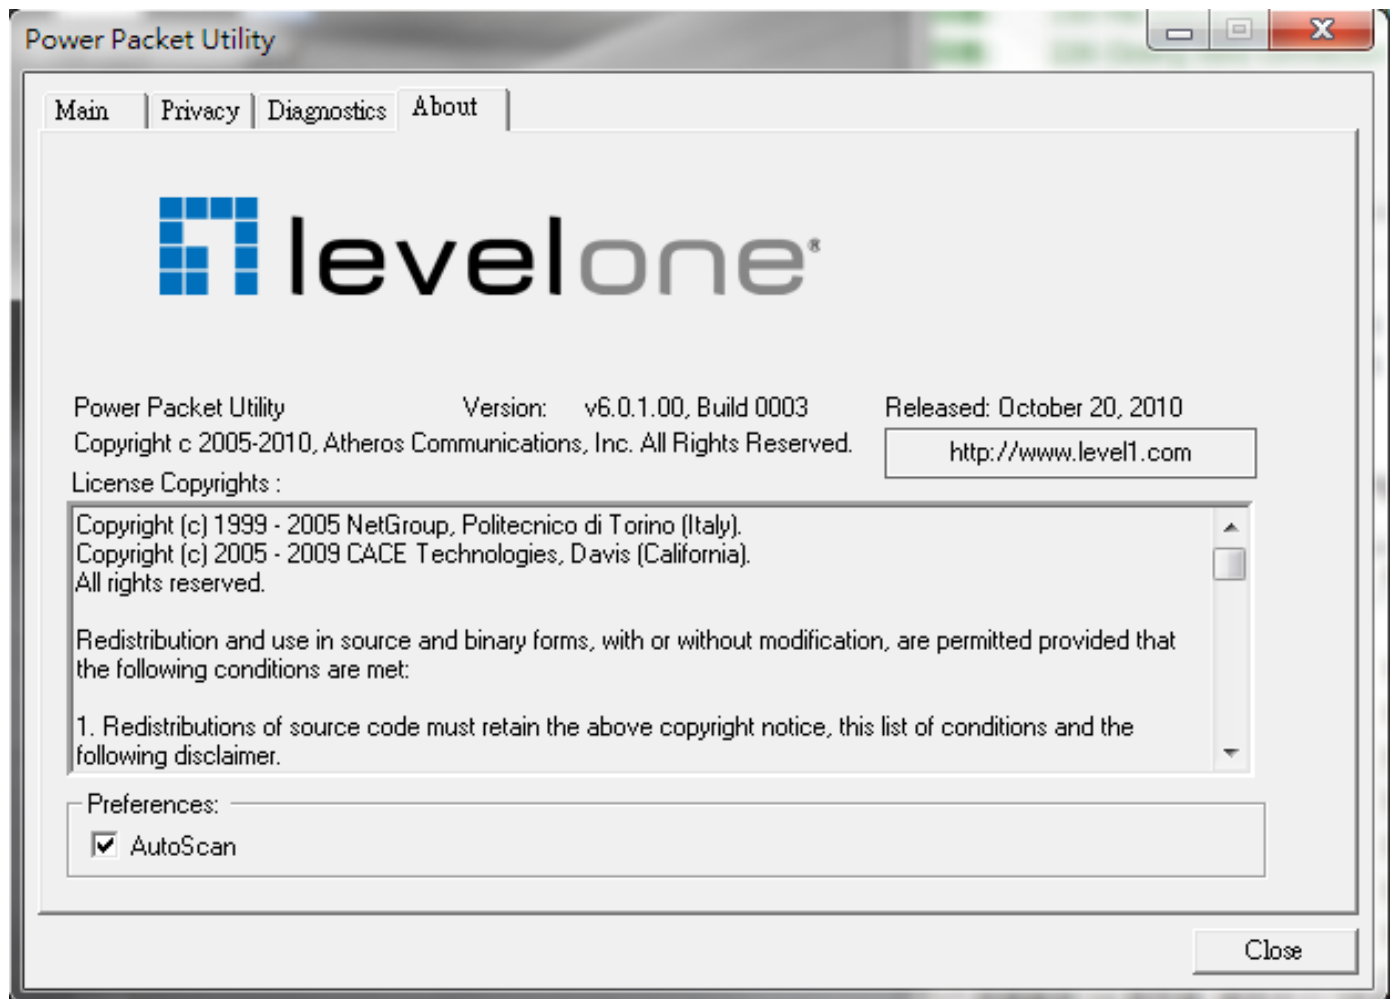 Power Packet Utility
Main Privacy Diagnostics About
levelone®
Power Packet Utility Version: v6.0.1.00, Build 0003 Released: October 20, 2010
Copyright c 2005-2010, Atheros Communications, Inc. All Rights Reserved. http://www.level1.com
License Copyrights :
Copyright (c) 1999 - 2005 NetGroup, Politecnico di Torino (Italy).
Copyright (c) 2005 - 2009 CACE Technologies, Davis (California).
All rights reserved.
Redistribution and use in source and binary forms, with or without modification, are permitted provided that
the following conditions are met:
1. Redistributions of source code must retain the above copyright notice, this list of conditions and the
following disclaimer.
Preferences:
AutoScan
Close